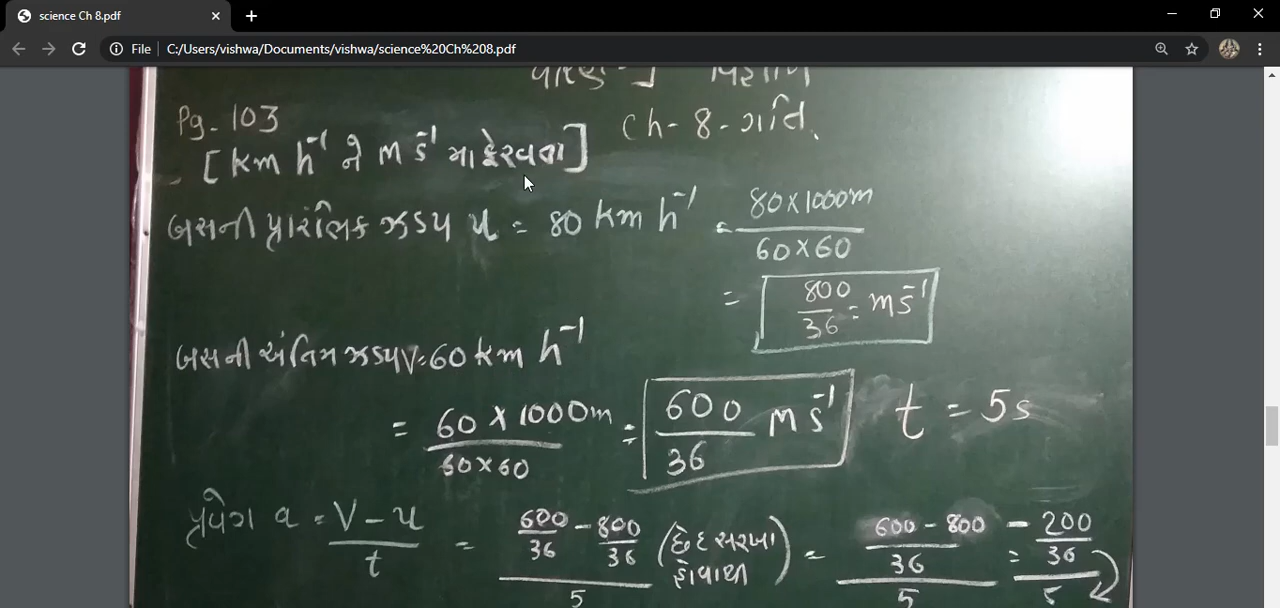 science Ch 8.pdf
File | C:/Users/vishwa/Documents/vishwa/science%20Ch%208.pdf
Pg- 103
Ch- 8 - ગતિ.
[km h⁻¹ ને m s⁻¹ મા ફેરવવા]
બસની પ્રારંભિક ઝડપ u = 80 km h⁻¹ = 80×1000m / 60×60
= 800/36 = m s⁻¹
બસની અંતિમ ઝડપ V = 60 km h⁻¹
= 60 × 1000m / 60×60 = 600/36 m s⁻¹ t = 5s
પ્રવેગ a = V - u / t = 600/36 - 800/36 / 5 (છેદ સરખા હોવાથી) = 600 - 800 / 36 / 5 = - 200/36 / 5